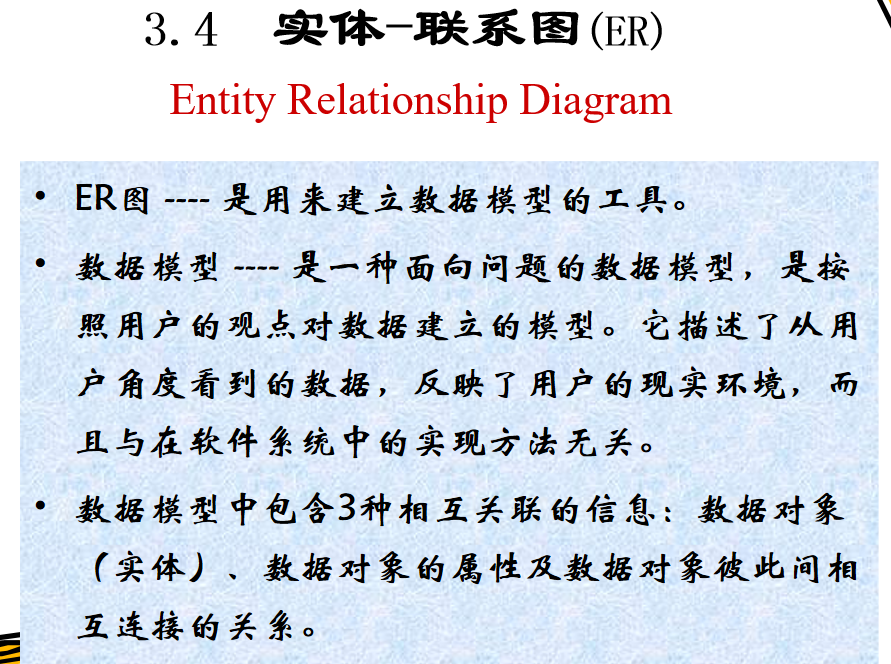 3.4 实体-联系图(ER)
Entity Relationship Diagram
• ER图 ---- 是用来建立数据模型的工具。
• 数据模型 ---- 是一种面向问题的数据模型，是按
照用户的观点对数据建立的模型。它描述了从用
户角度看到的数据，反映了用户的现实环境，而
且与在软件系统中的实现方法无关。
• 数据模型中包含3种相互关联的信息：数据对象
（实体）、数据对象的属性及数据对象彼此间相
互连接的关系。